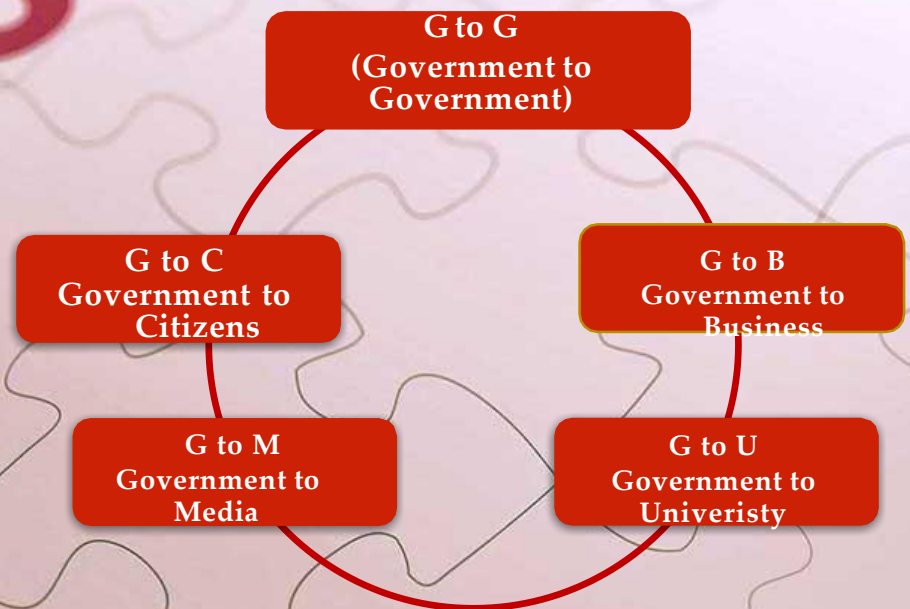 G to G
(Government to
Government)
G to C
Government to
Citizens
G to B
Government to
Business
G to M
Government to
Media
G to U
Government to
Univeristy